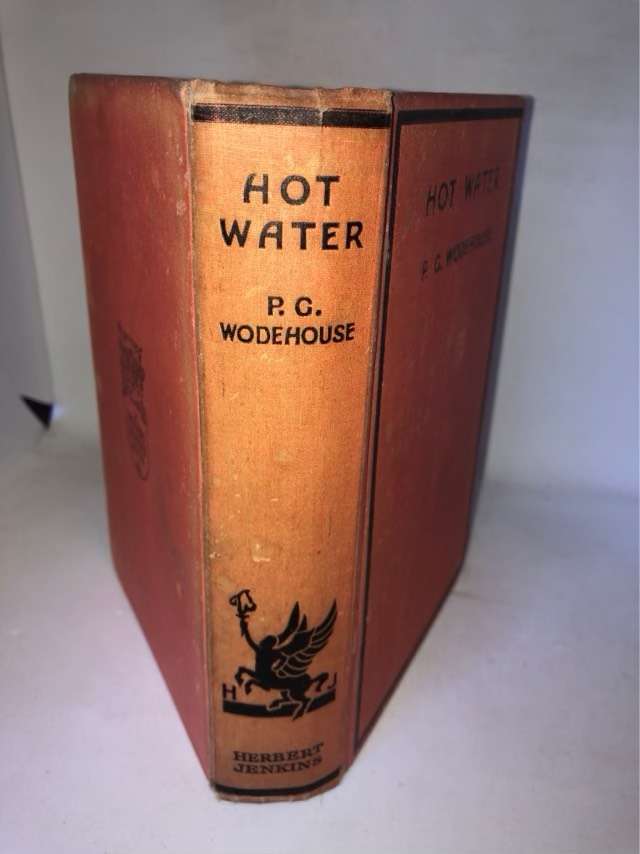 HOT
WATER
P. G.
WODEHOUSE
H J
HERBERT
JENKINS
HOT WATER
P. G. WODEHOUSE